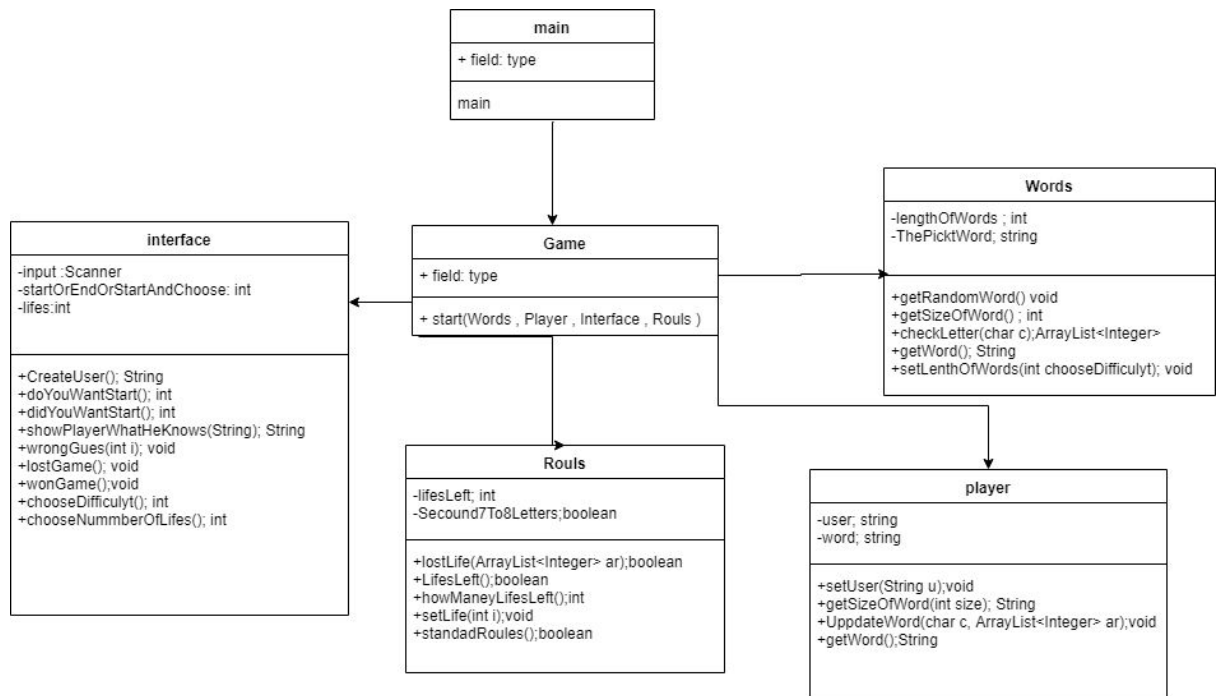 main
+ field: type
main
Words
-lengthOfWords ; int
-ThePicktWord; string
+getRandomWord() void
+getSizeOfWord() ; int
+checkLetter(char c);ArrayList<Integer>
+getWord(); String
+setLenthOfWords(int chooseDifficulyt); void
interface
-input :Scanner
-startOrEndOrStartAndChoose: int
-lifes:int
+CreateUser(); String
+doYouWantStart(); int
+didYouWantStart(); int
+showPlayerWhatHeKnows(String); String
+wrongGues(int i); void
+lostGame(); void
+wonGame();void
+chooseDifficulyt(); int
+chooseNummberOfLifes(); int
Game
+ field: type
+ start(Words , Player , Interface , Rouls )
Rouls
-lifesLeft; int
-Secound7To8Letters;boolean
+lostLife(ArrayList<Integer> ar);boolean
+LifesLeft();boolean
+howManeyLifesLeft();int
+setLife(int i);void
+standadRoules();boolean
player
-user; string
-word; string
+setUser(String u);void
+getSizeOfWord(int size); String
+UppdateWord(char c, ArrayList<Integer> ar);void
+getWord();String